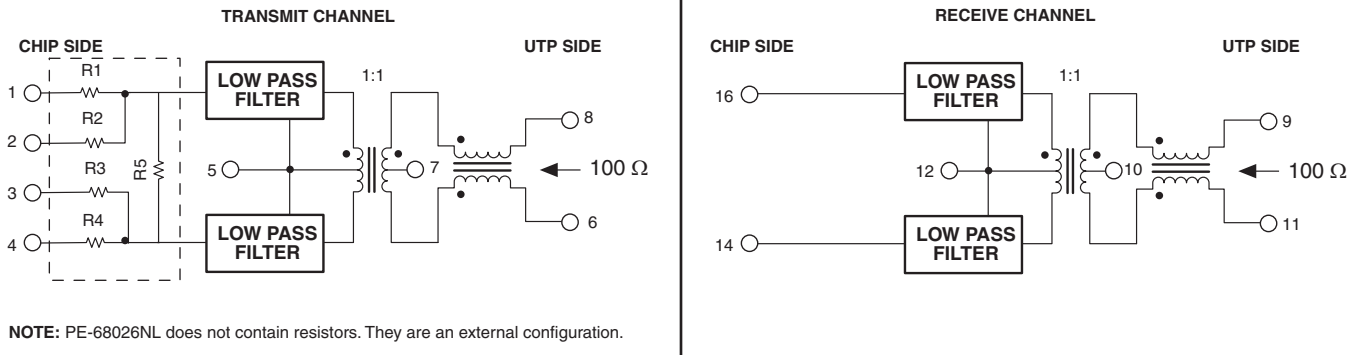 TRANSMIT CHANNEL
CHIP SIDE
UTP SIDE
R1
1:1
LOW PASS
FILTER
1
8
R2
2
R5
5
7
100 Ω
R3
3
R4
6
4
LOW PASS
FILTER
NOTE: PE-68026NL does not contain resistors. They are an external configuration.
RECEIVE CHANNEL
CHIP SIDE
UTP SIDE
1:1
LOW PASS
FILTER
16
9
12
10
100 Ω
11
14
LOW PASS
FILTER